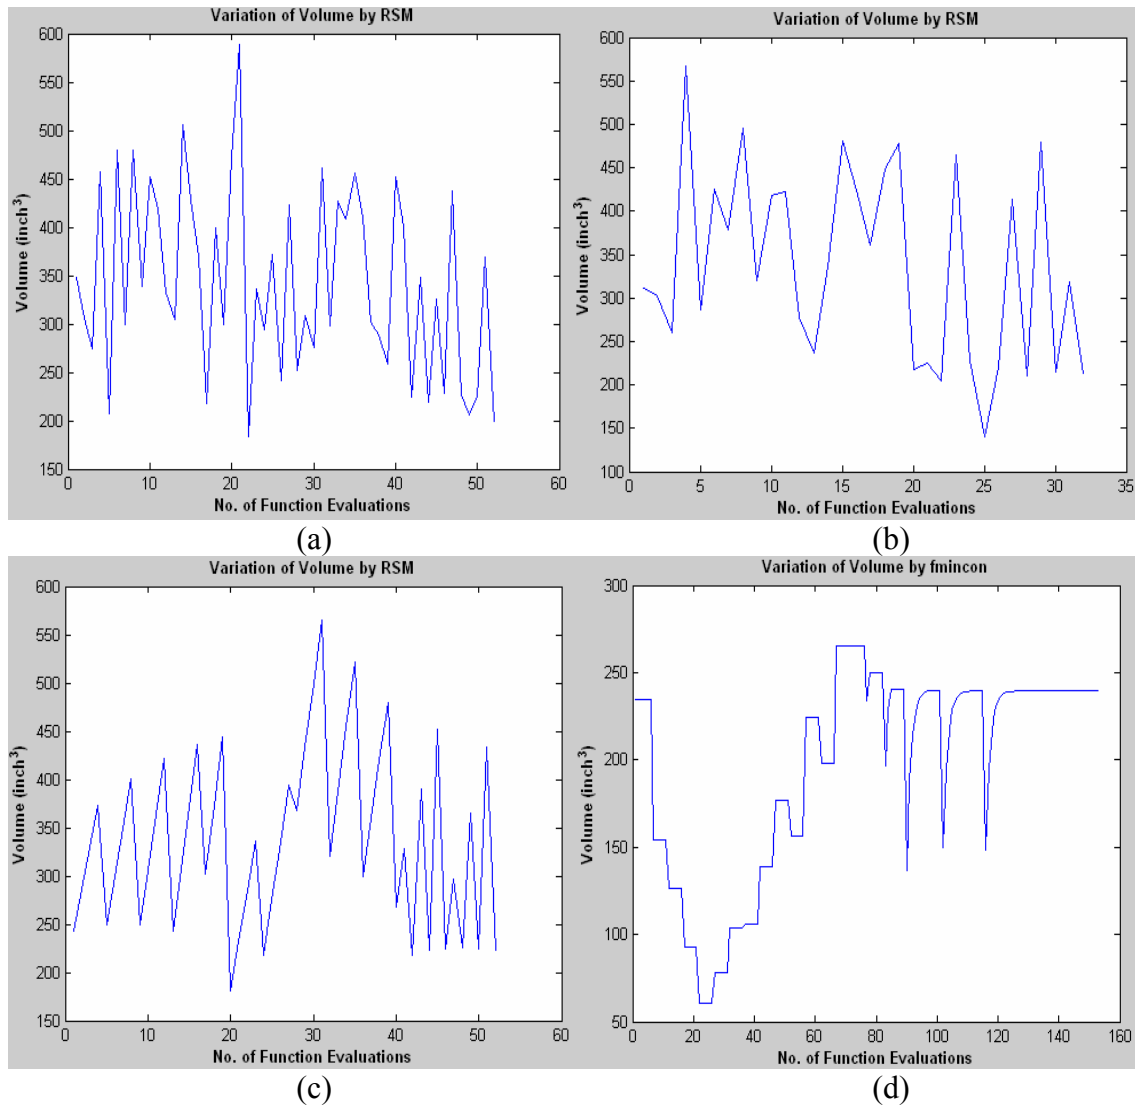 Variation of Volume by RSM
600
550
500
450
400
350
300
250
200
150
0 10 20 30 40 50 60
Volume (inch³)
No. of Function Evaluations
(a)
Variation of Volume by RSM
600
550
500
450
400
350
300
250
200
150
100
0 5 10 15 20 25 30 35
Volume (inch³)
No. of Function Evaluations
(b)
Variation of Volume by RSM
600
550
500
450
400
350
300
250
200
150
0 10 20 30 40 50 60
Volume (inch³)
No. of Function Evaluations
(c)
Variation of Volume by fmincon
300
250
200
150
100
50
0 20 40 60 80 100 120 140 160
Volume (inch³)
No. of Function Evaluations
(d)